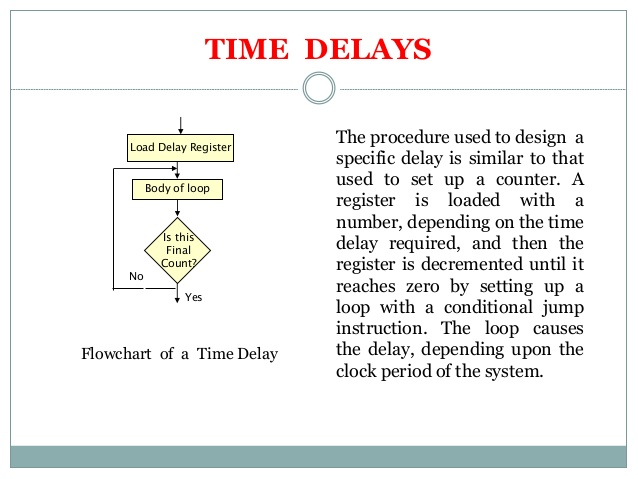 TIME DELAYS
Load Delay Register
Body of loop
Is this
Final
Count?
No
Yes
Flowchart of a Time Delay
The procedure used to design a
specific delay is similar to that
used to set up a counter. A
register is loaded with a
number, depending on the time
delay required, and then the
register is decremented until it
reaches zero by setting up a
loop with a conditional jump
instruction. The loop causes
the delay, depending upon the
clock period of the system.